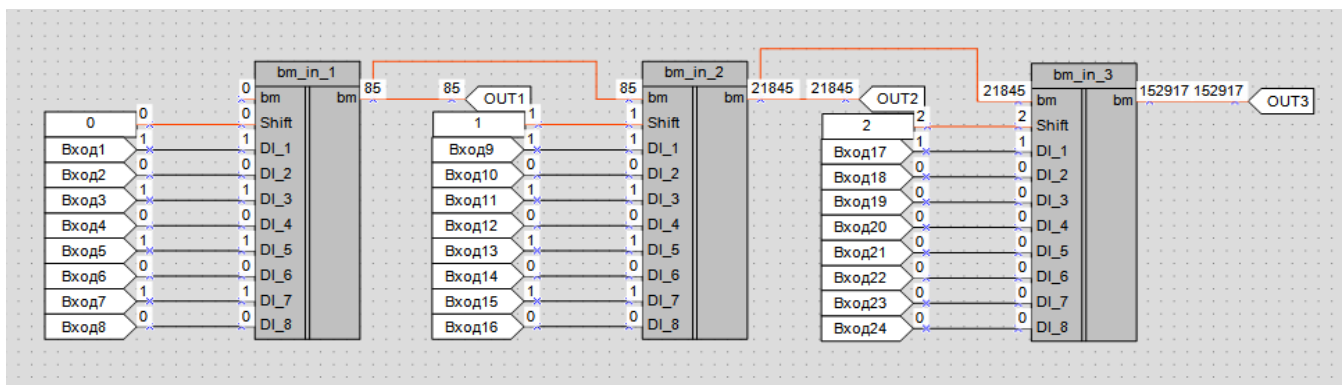 bm_in_1
0 bm bm 85 85 OUT1
0 0 0 Shift
Вход1 1 1 DI_1
Вход2 0 0 DI_2
Вход3 1 1 DI_3
Вход4 0 0 DI_4
Вход5 1 1 DI_5
Вход6 0 0 DI_6
Вход7 1 1 DI_7
Вход8 0 0 DI_8
bm_in_2
85 bm bm 21845 21845 OUT2
1 1 1 Shift
Вход9 1 1 DI_1
Вход10 0 0 DI_2
Вход11 1 1 DI_3
Вход12 0 0 DI_4
Вход13 1 1 DI_5
Вход14 0 0 DI_6
Вход15 1 1 DI_7
Вход16 0 0 DI_8
bm_in_3
21845 bm bm 152917 152917 OUT3
2 2 2 Shift
Вход17 1 1 DI_1
Вход18 0 0 DI_2
Вход19 0 0 DI_3
Вход20 0 0 DI_4
Вход21 0 0 DI_5
Вход22 0 0 DI_6
Вход23 0 0 DI_7
Вход24 0 0 DI_8